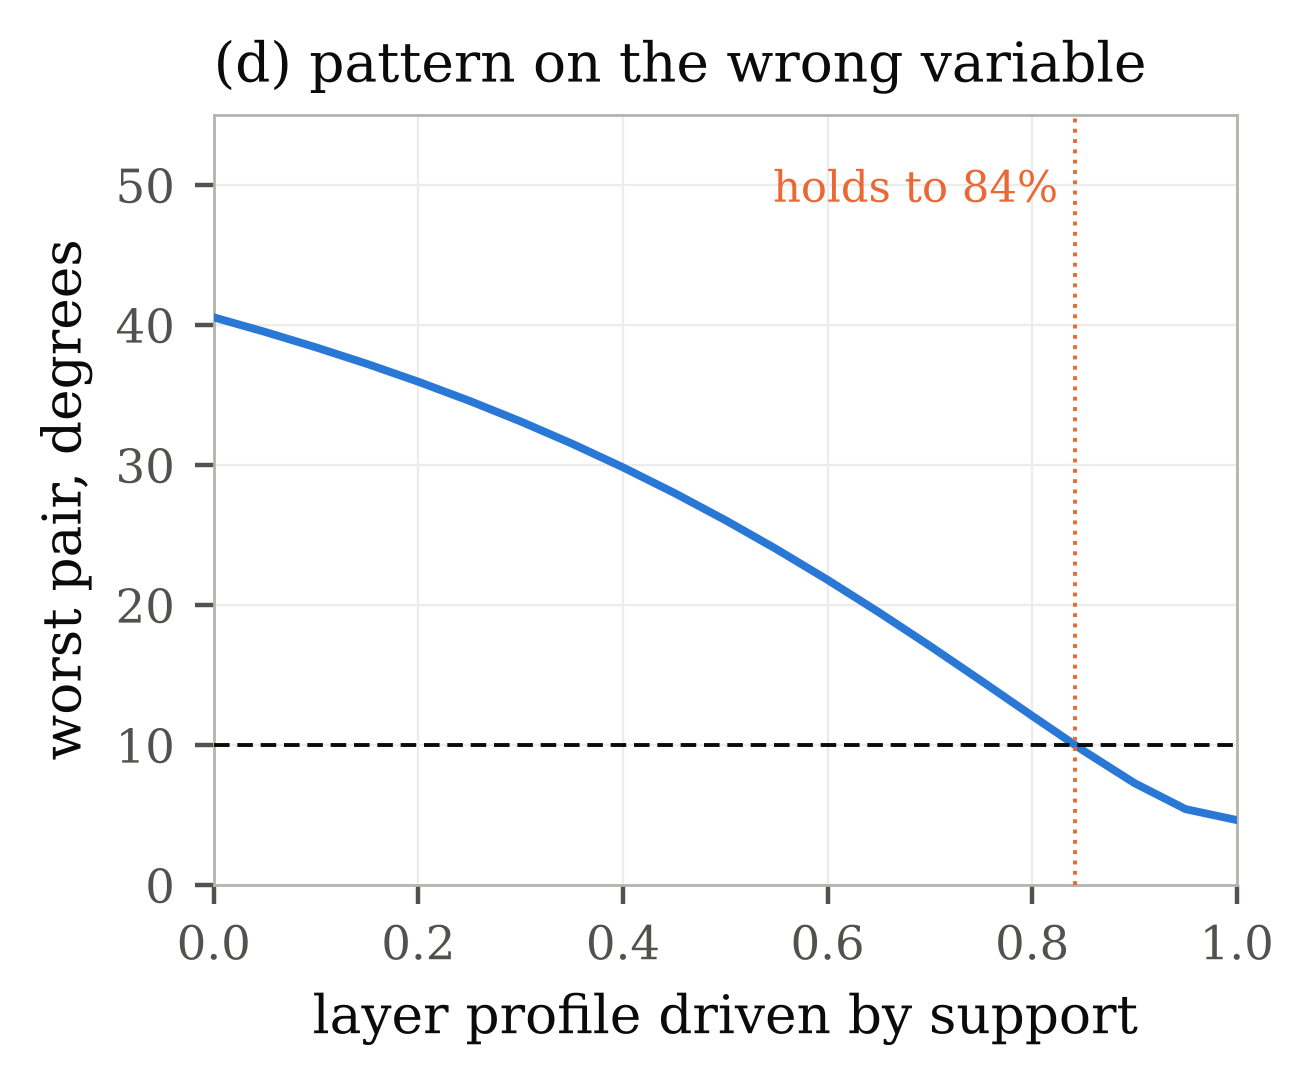 (d) pattern on the wrong variable
holds to 84%
worst pair, degrees
50
40
30
20
10
0
0.0 0.2 0.4 0.6 0.8 1.0
layer profile driven by support